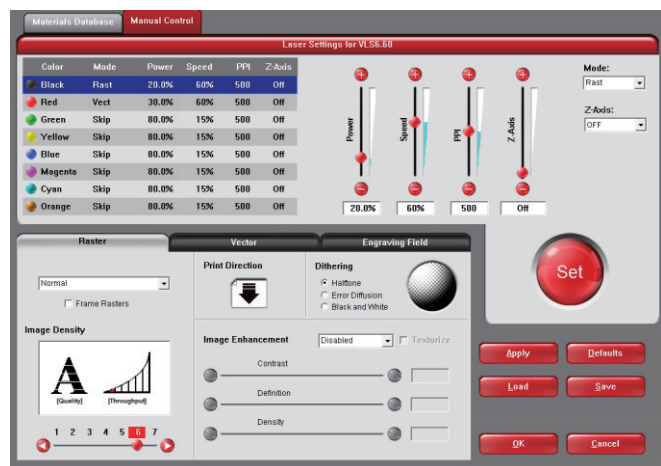 Materials Database Manual Control
Laser Settings for VLS6.60
Color Mode Power Speed PPI Z-Axis
Black Rast 20.0% 60% 500 Off
Red Vect 30.0% 60% 500 Off
Green Skip 80.0% 15% 500 Off
Yellow Skip 80.0% 15% 500 Off
Blue Skip 80.0% 15% 500 Off
Magenta Skip 80.0% 15% 500 Off
Cyan Skip 80.0% 15% 500 Off
Orange Skip 80.0% 15% 500 Off
Power Speed PPI Z-Axis
20.0% 60% 500 Off
Mode:
Rast
Z-Axis:
OFF
Set
Raster Vector Engraving Field
Normal
Frame Rasters
Image Density
[Quality] [Throughput]
A
1 2 3 4 5 6 7
Print Direction
Dithering
Halftone
Error Diffusion
Black and White
Image Enhancement Disabled Texturize
Contrast
Definition
Density
Apply Defaults
Load Save
OK Cancel